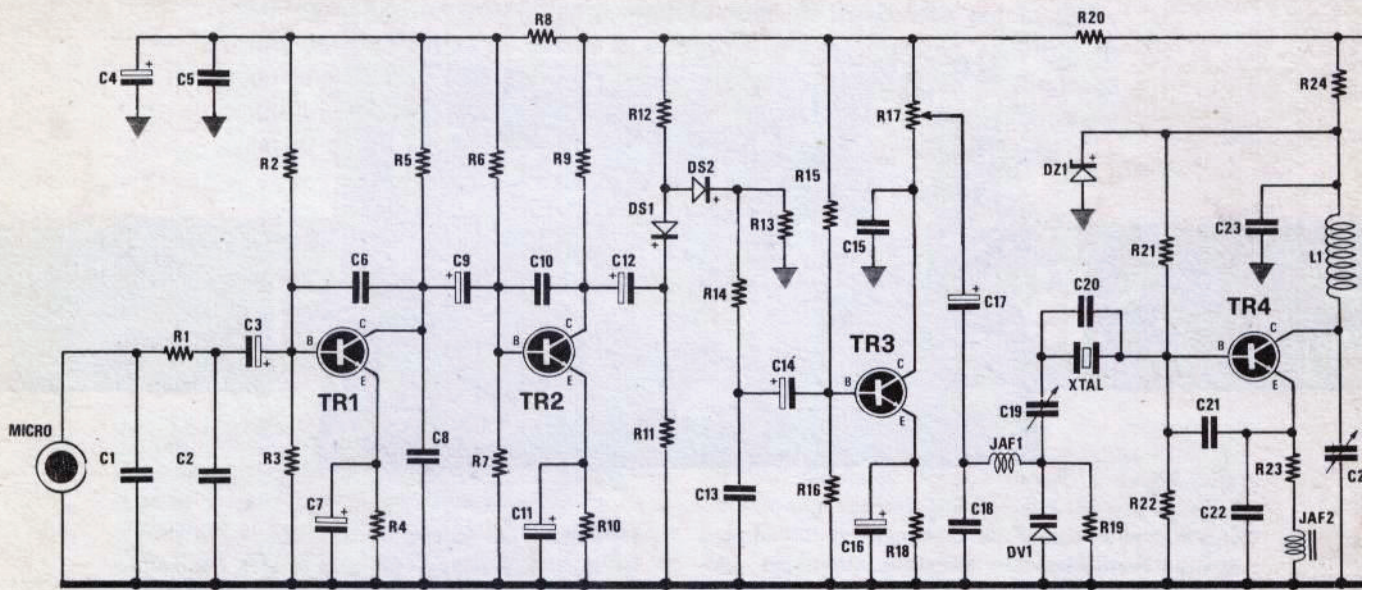 R8
R20
C4
+
C5
R2
R5
R6
R9
R12
R17
R24
DS2
+
DS1
+
R15
DZ1
+
R13
C15
R21
C23
L1
C6
C9
+
C10
C12
+
R14
C17
+
C20
TR4
R1
C3
+
B
C
E
TR1
B
C
E
TR2
C14
+
TR3
B
C
E
XTAL
B
C
E
C19
C21
MICRO
C1
C2
R3
C8
R7
R11
JAF1
R23
C7
+
R4
C11
+
R10
C13
R16
C16
+
R18
C18
DV1
R19
R22
C22
JAF2